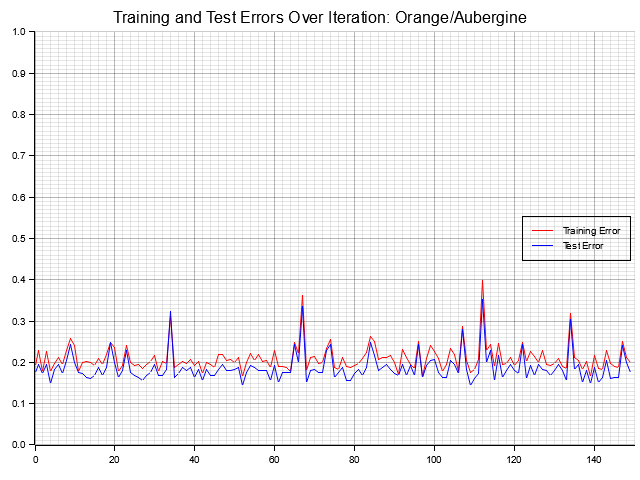 Training and Test Errors Over Iteration: Orange/Aubergine
1.0
0.9
0.8
0.7
0.6
0.5
0.4
0.3
0.2
0.1
0.0
Training Error
Test Error
0 20 40 60 80 100 120 140